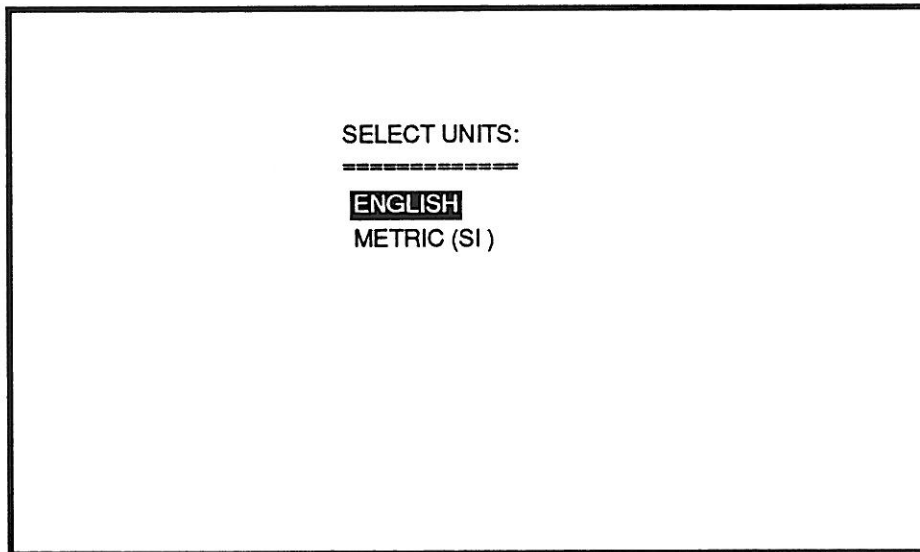 SELECT UNITS:
=============
ENGLISH
METRIC (SI )